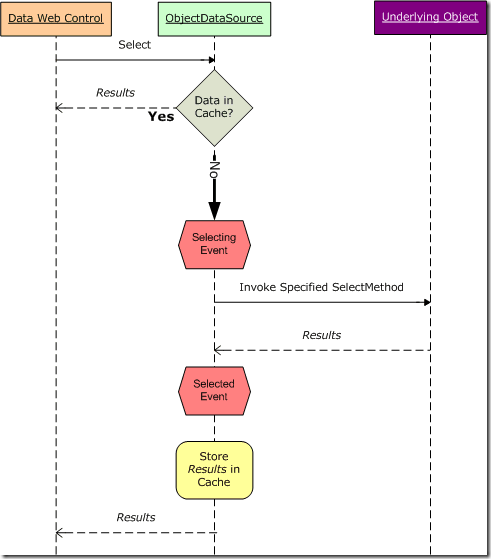 Data Web Control
ObjectDataSource
Underlying Object
Select
Results
Data in
Cache?
Yes
No
Selecting
Event
Invoke Specified SelectMethod
Results
Selected
Event
Store
Results in
Cache
Results